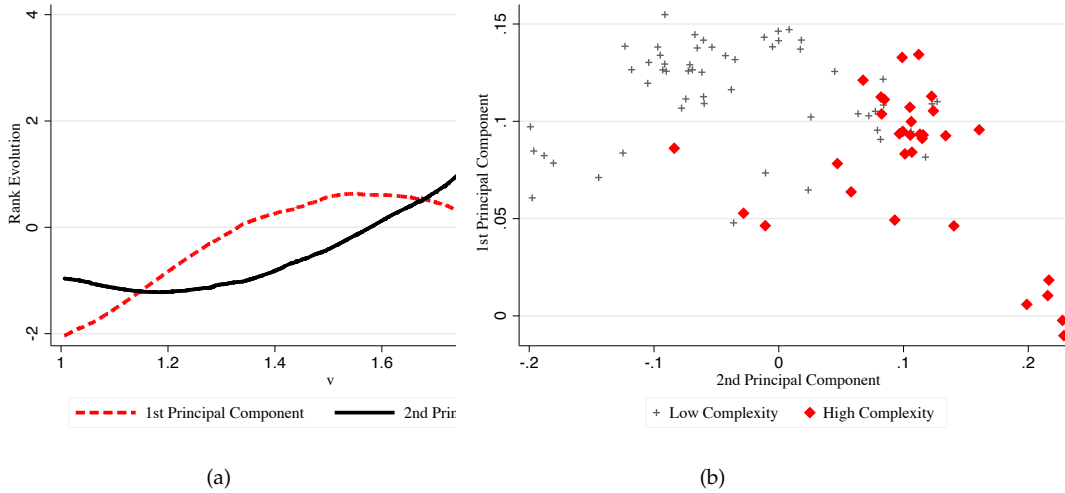 4
2
0
-2
Rank Evolution
1
1.2
1.4
1.6
v
1st Principal Component
2nd Prin
(a)
.15
.1
.05
0
1st Principal Component
-.2
-.1
0
.1
.2
2nd Principal Component
Low Complexity
High Complexity
(b)